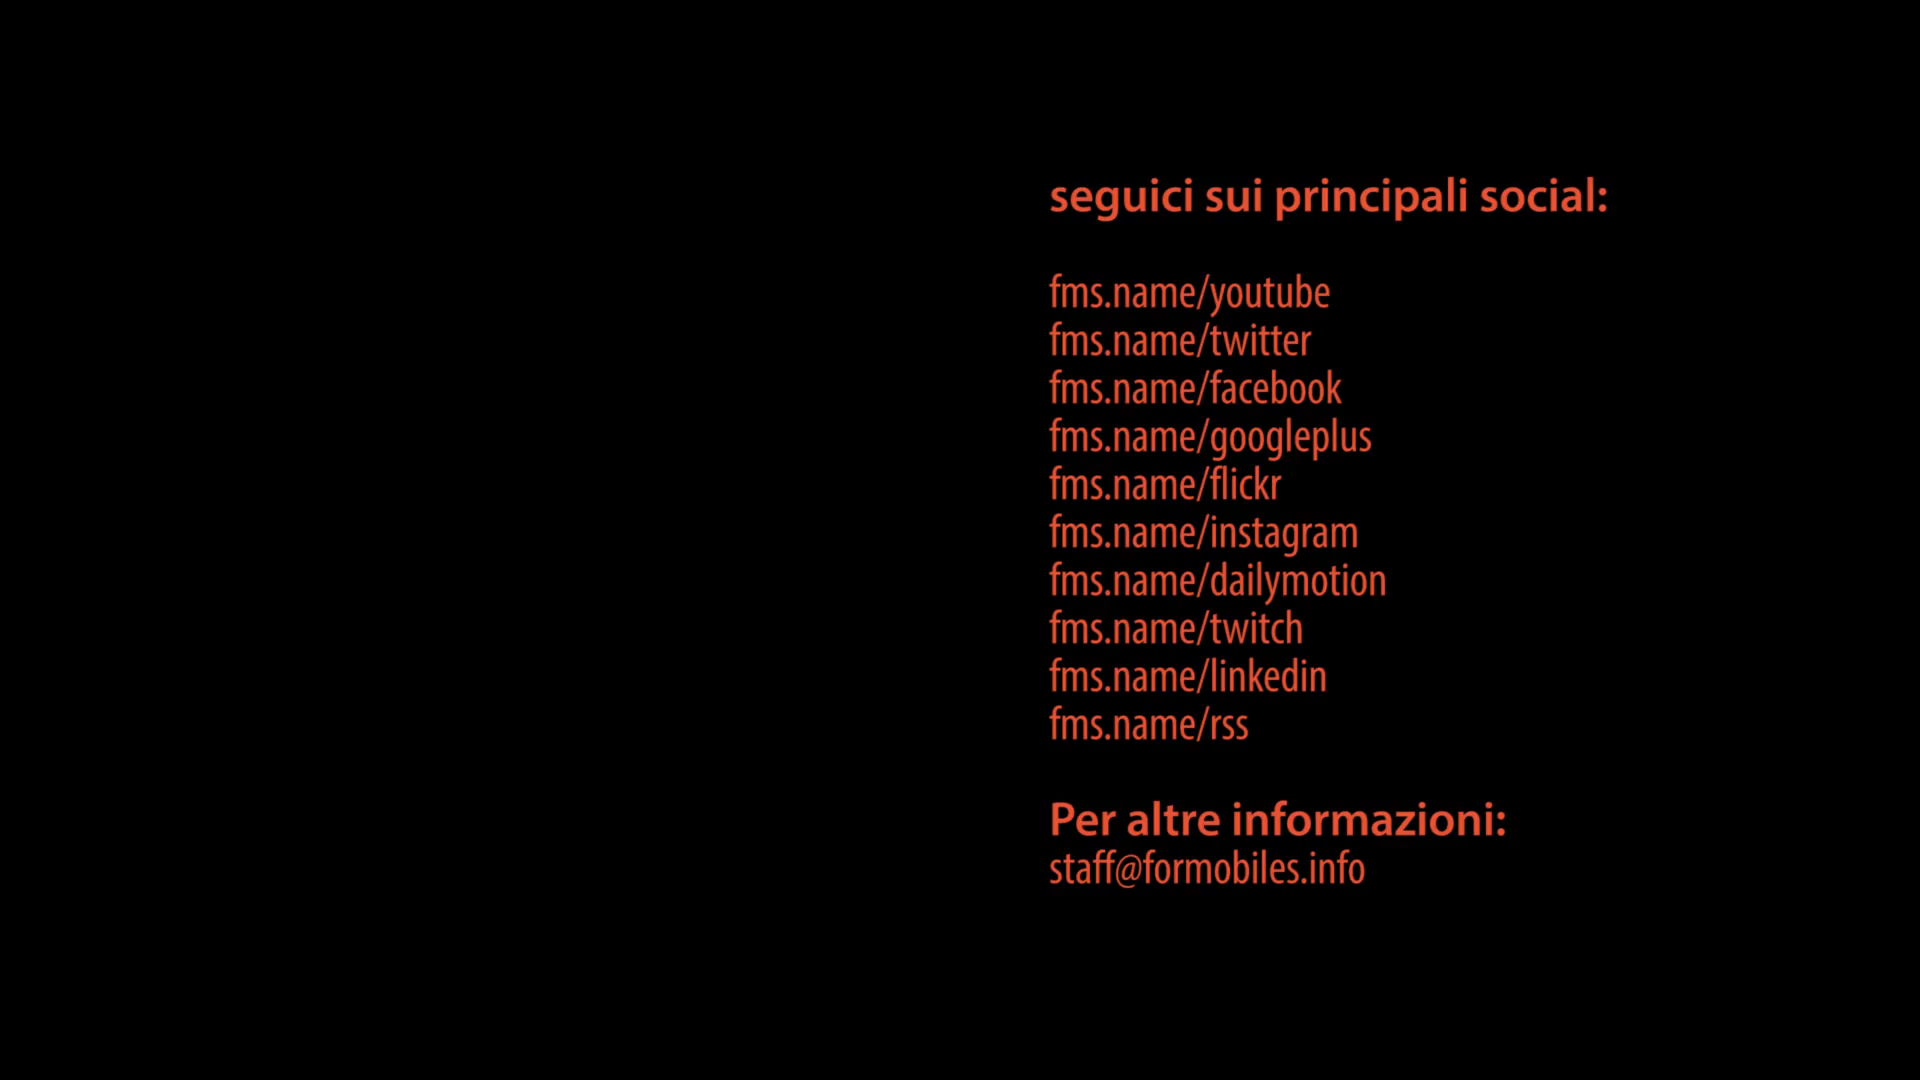 seguici sui principali social:
fms.name/youtube
fms.name/twitter
fms.name/facebook
fms.name/googleplus
fms.name/flickr
fms.name/instagram
fms.name/dailymotion
fms.name/twitch
fms.name/linkedin
fms.name/rss
Per altre informazioni:
staff@formobiles.info